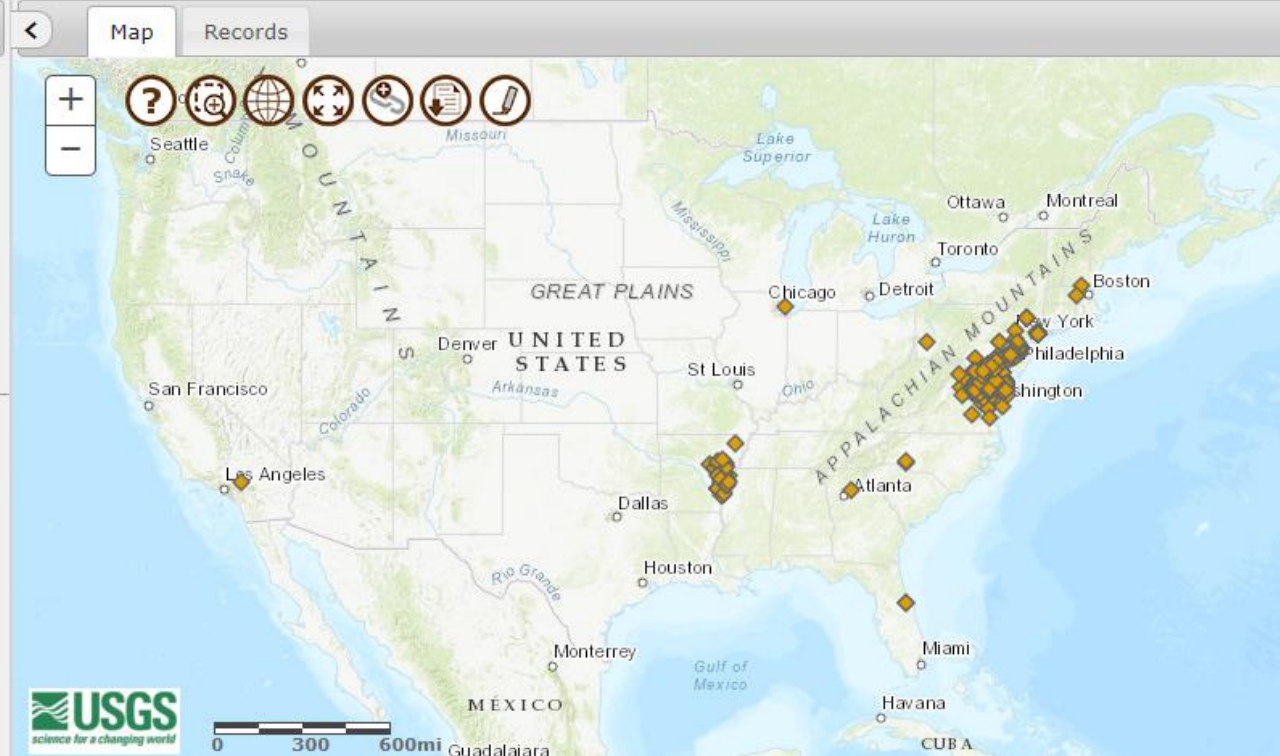 Map
Records
+
?
−
Seattle
Columbia
Snake
MOUNTAINS
Missouri
Lake
Superior
Mississippi
Ottawa
Montreal
Lake
Huron
Toronto
GREAT PLAINS
Chicago
Detroit
Boston
APPALACHIAN MOUNTAINS
New York
Denver
UNITED
STATES
St Louis
Philadelphia
San Francisco
Colorado
Arkansas
Ohio
shington
Los Angeles
Dallas
Atlanta
Rio Grande
Houston
Monterrey
Gulf of
Mexico
Miami
MÉXICO
Havana
USGS
science for a changing world
0 300 600mi
Guadalajara
CUBA